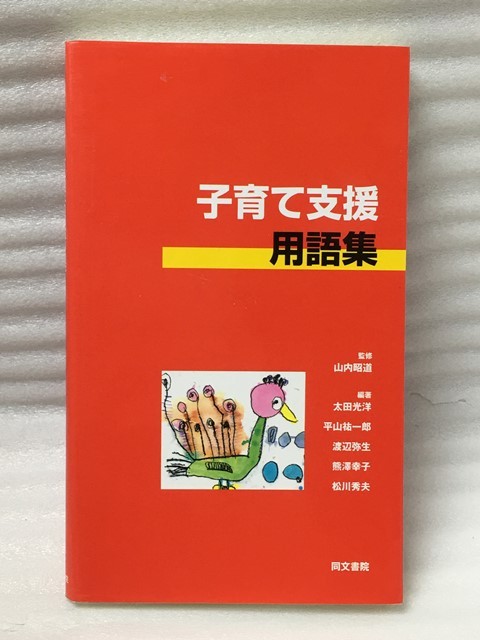 子育て支援
用語集
監修
山内昭道
編著
太田光洋
平山祐一郎
渡辺弥生
熊澤幸子
松川秀夫
同文書院